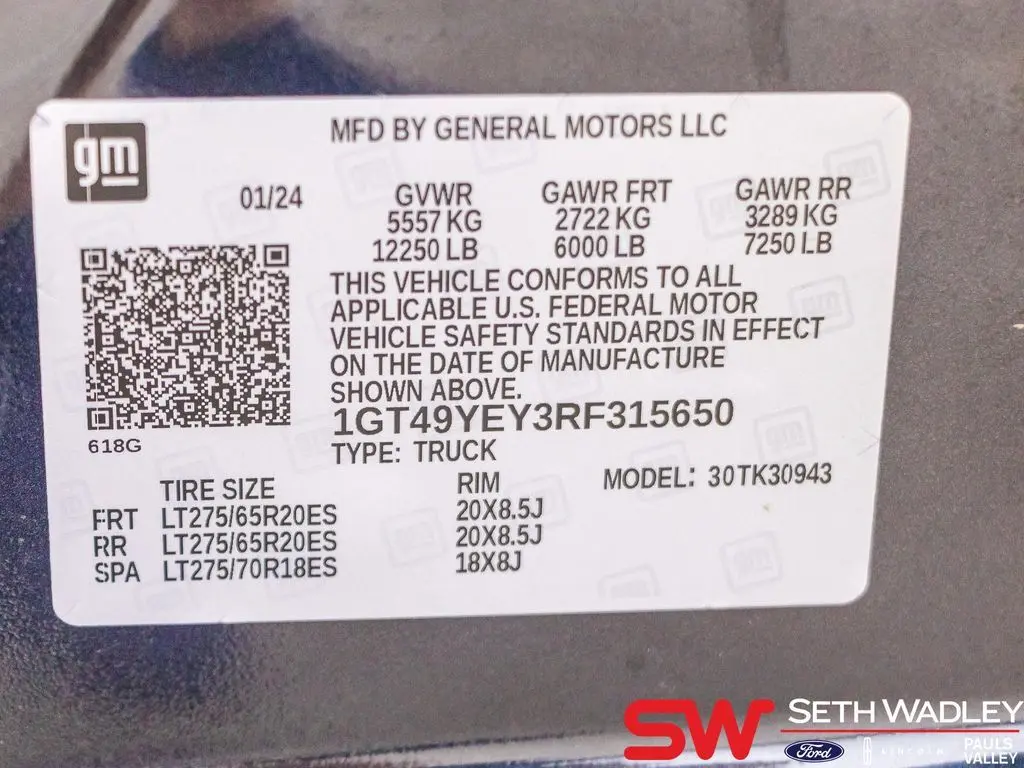 gm
MFD BY GENERAL MOTORS LLC
01/24 GVWR GAWR FRT GAWR RR
5557 KG 2722 KG 3289 KG
12250 LB 6000 LB 7250 LB
THIS VEHICLE CONFORMS TO ALL
APPLICABLE U.S. FEDERAL MOTOR
VEHICLE SAFETY STANDARDS IN EFFECT
ON THE DATE OF MANUFACTURE
SHOWN ABOVE.
1GT49YEY3RF315650
618G
TYPE: TRUCK
MODEL: 30TK30943
TIRE SIZE RIM
FRT LT275/65R20ES 20X8.5J
RR LT275/65R20ES 20X8.5J
SPA LT275/70R18ES 18X8J
SW SETH WADLEY
Ford LINCOLN PAULS
VALLEY